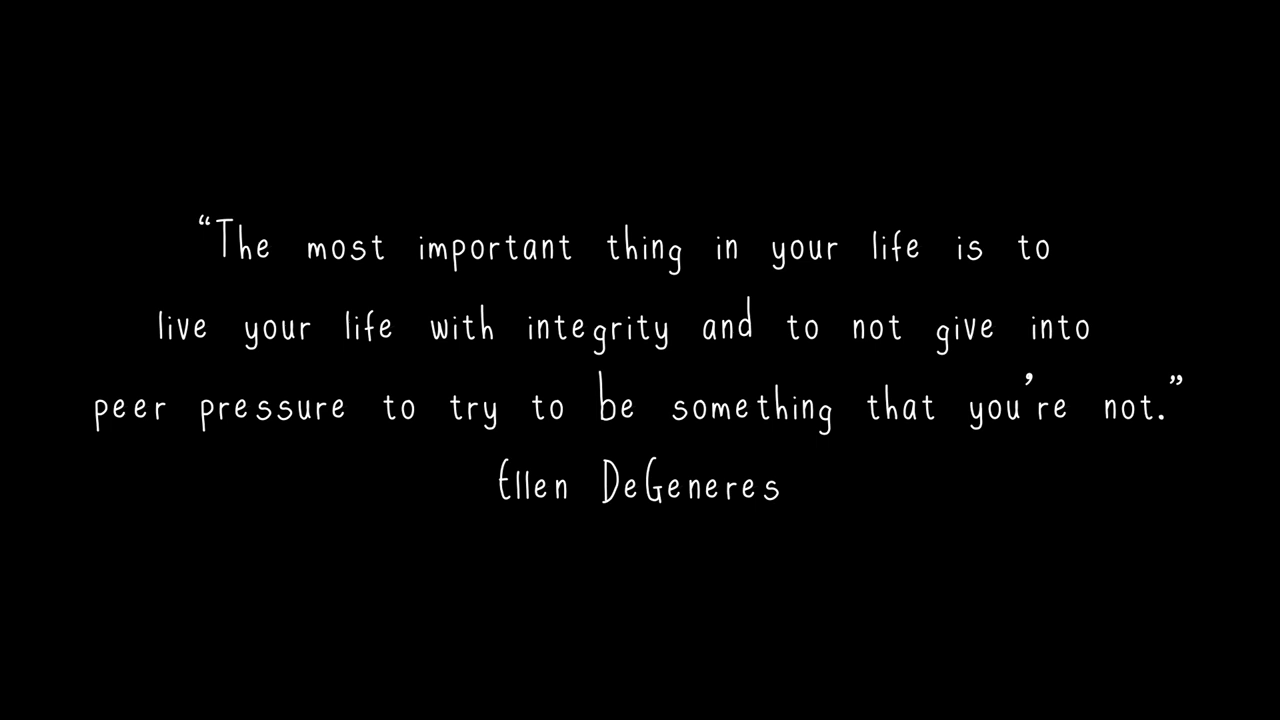 “The most important thing in your life is to
live your life with integrity and to not give into
peer pressure to try to be something that you’re not.”
Ellen DeGeneres